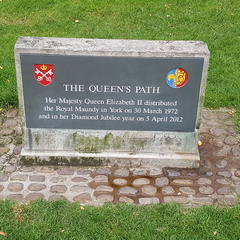 THE QUEEN'S PATH
Her Majesty Queen Elizabeth II distributed
the Royal Maundy in York on 30 March 1972
and in her Diamond Jubilee year on 5 April 2012